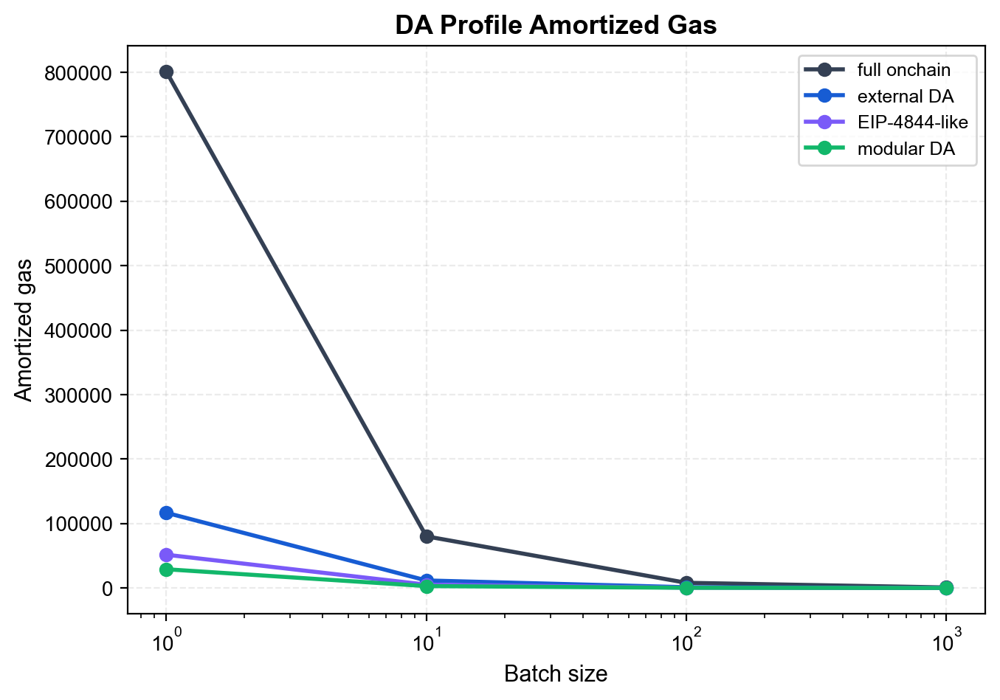 DA Profile Amortized Gas
full onchain
external DA
EIP-4844-like
modular DA
Amortized gas
800000
700000
600000
500000
400000
300000
200000
100000
0
10^0 10^1 10^2 10^3
Batch size